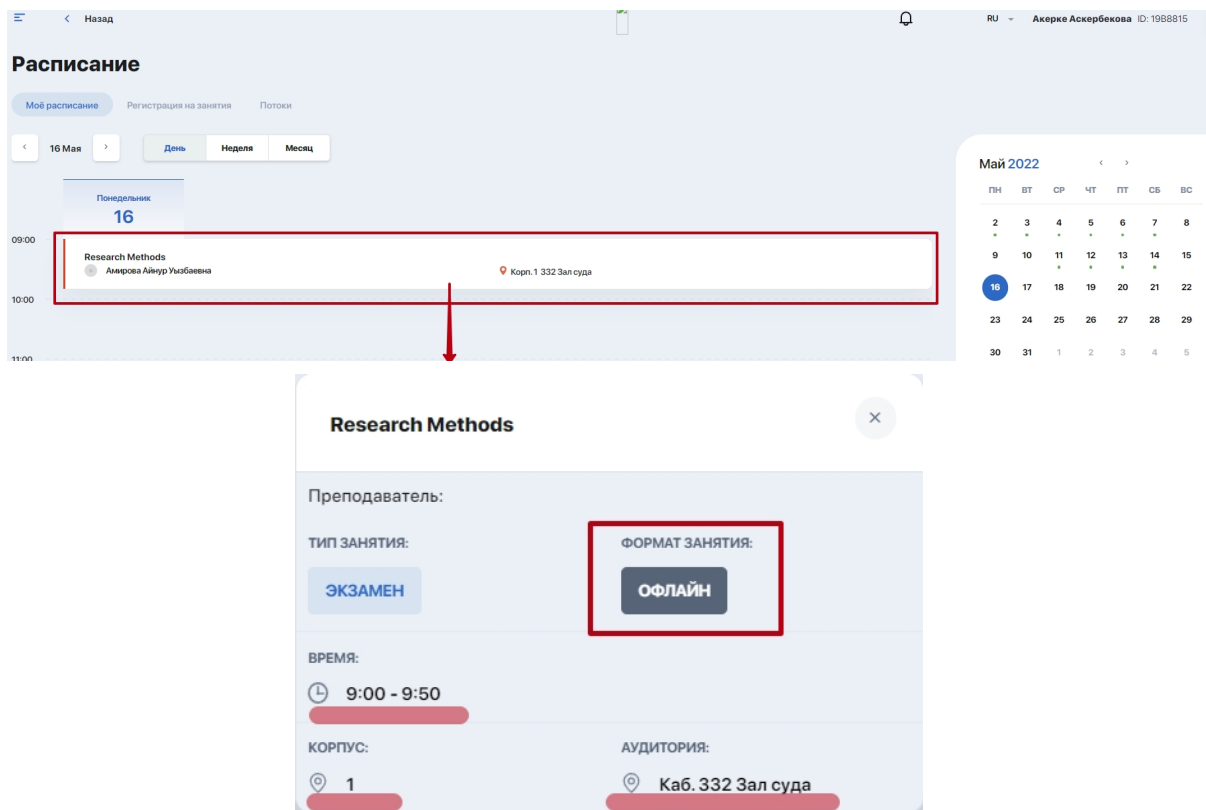 Назад
RU Акерке Аскербекова ID: 19B8815
Расписание
Моё расписание Регистрация на занятия Потоки
16 Мая День Неделя Месяц
Май 2022
ПН ВТ СР ЧТ ПТ СБ ВС
2 3 4 5 6 7 8
9 10 11 12 13 14 15
16 17 18 19 20 21 22
23 24 25 26 27 28 29
30 31 1 2 3 4 5
Понедельник
16
09:00
Research Methods
Амирова Айнур Уызбаевна Корп. 1 332 Зал суда
10:00
11:00
Research Methods
Преподаватель:
ТИП ЗАНЯТИЯ: ФОРМАТ ЗАНЯТИЯ:
ЭКЗАМЕН ОФЛАЙН
ВРЕМЯ:
9:00 - 9:50
КОРПУС: АУДИТОРИЯ:
1 Каб. 332 Зал суда